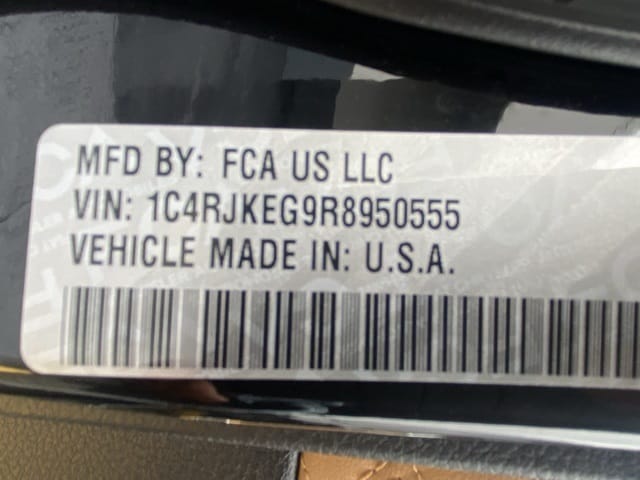 MFD BY: FCA US LLC
VIN: 1C4RJKEG9R8950555
VEHICLE MADE IN: U.S.A.